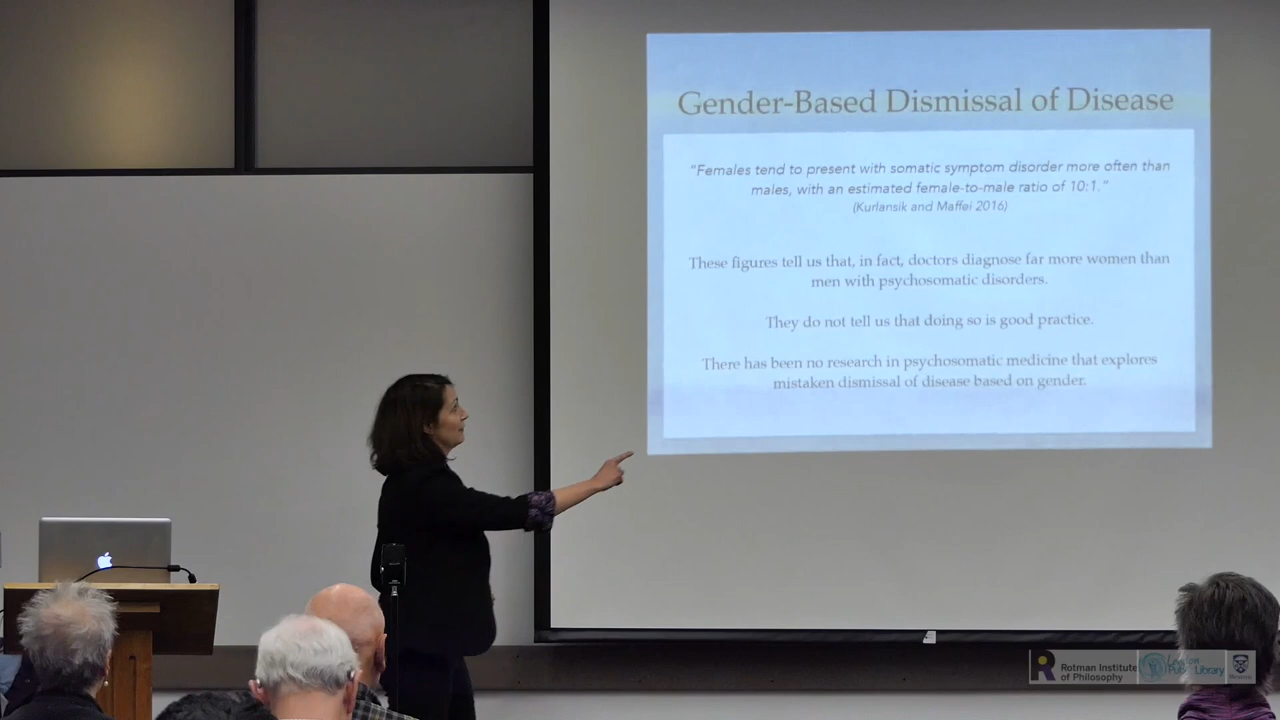 Gender-Based Dismissal of Disease
"Females tend to present with somatic symptom disorder more often than
males, with an estimated female-to-male ratio of 10:1."
(Kurlansik and Maffei 2016)
These figures tell us that, in fact, doctors diagnose far more women than
men with psychosomatic disorders.
They do not tell us that doing so is good practice.
There has been no research in psychosomatic medicine that explores
mistaken dismissal of disease based on gender.
Rotman Institute
of Philosophy
London
Public Library
Western